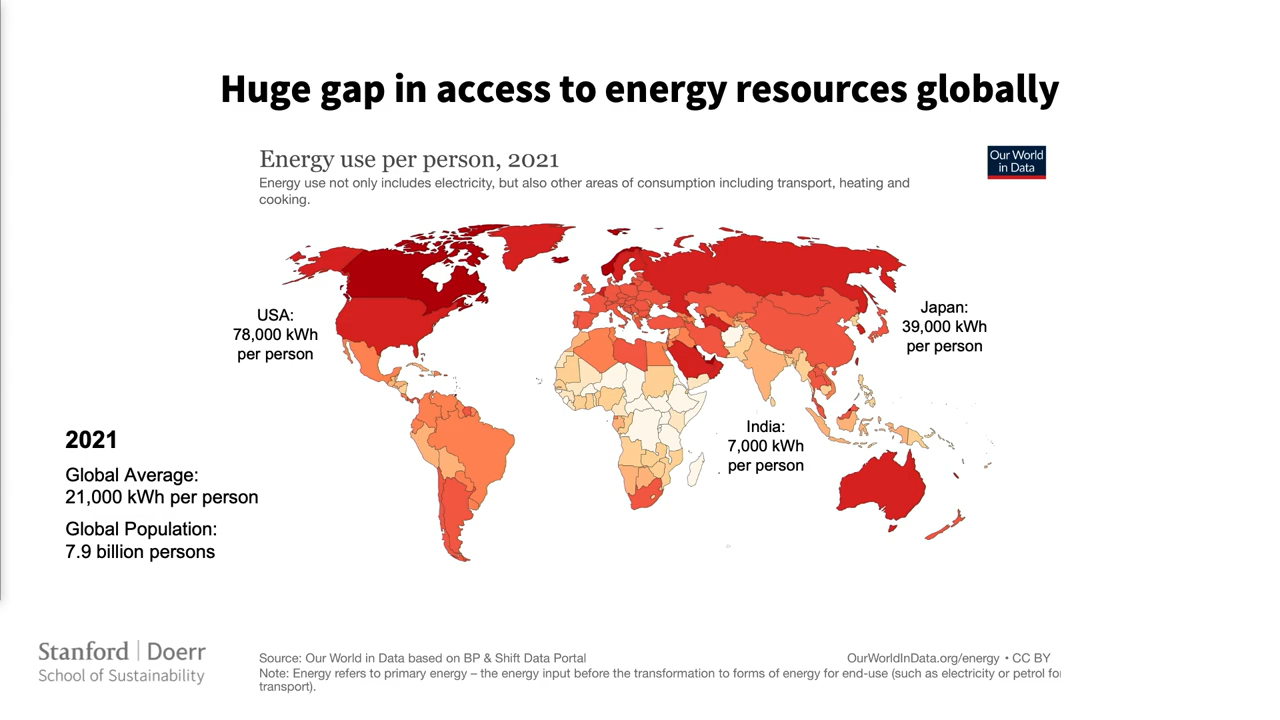 Huge gap in access to energy resources globally
Energy use per person, 2021
Our World
in Data
Energy use not only includes electricity, but also other areas of consumption including transport, heating and
cooking.
USA:
78,000 kWh
per person
Japan:
39,000 kWh
per person
India:
7,000 kWh
per person
2021
Global Average:
21,000 kWh per person
Global Population:
7.9 billion persons
Stanford | Doerr
School of Sustainability
Source: Our World in Data based on BP & Shift Data Portal
OurWorldInData.org/energy • CC BY
Note: Energy refers to primary energy – the energy input before the transformation to forms of energy for end-use (such as electricity or petrol for
transport).